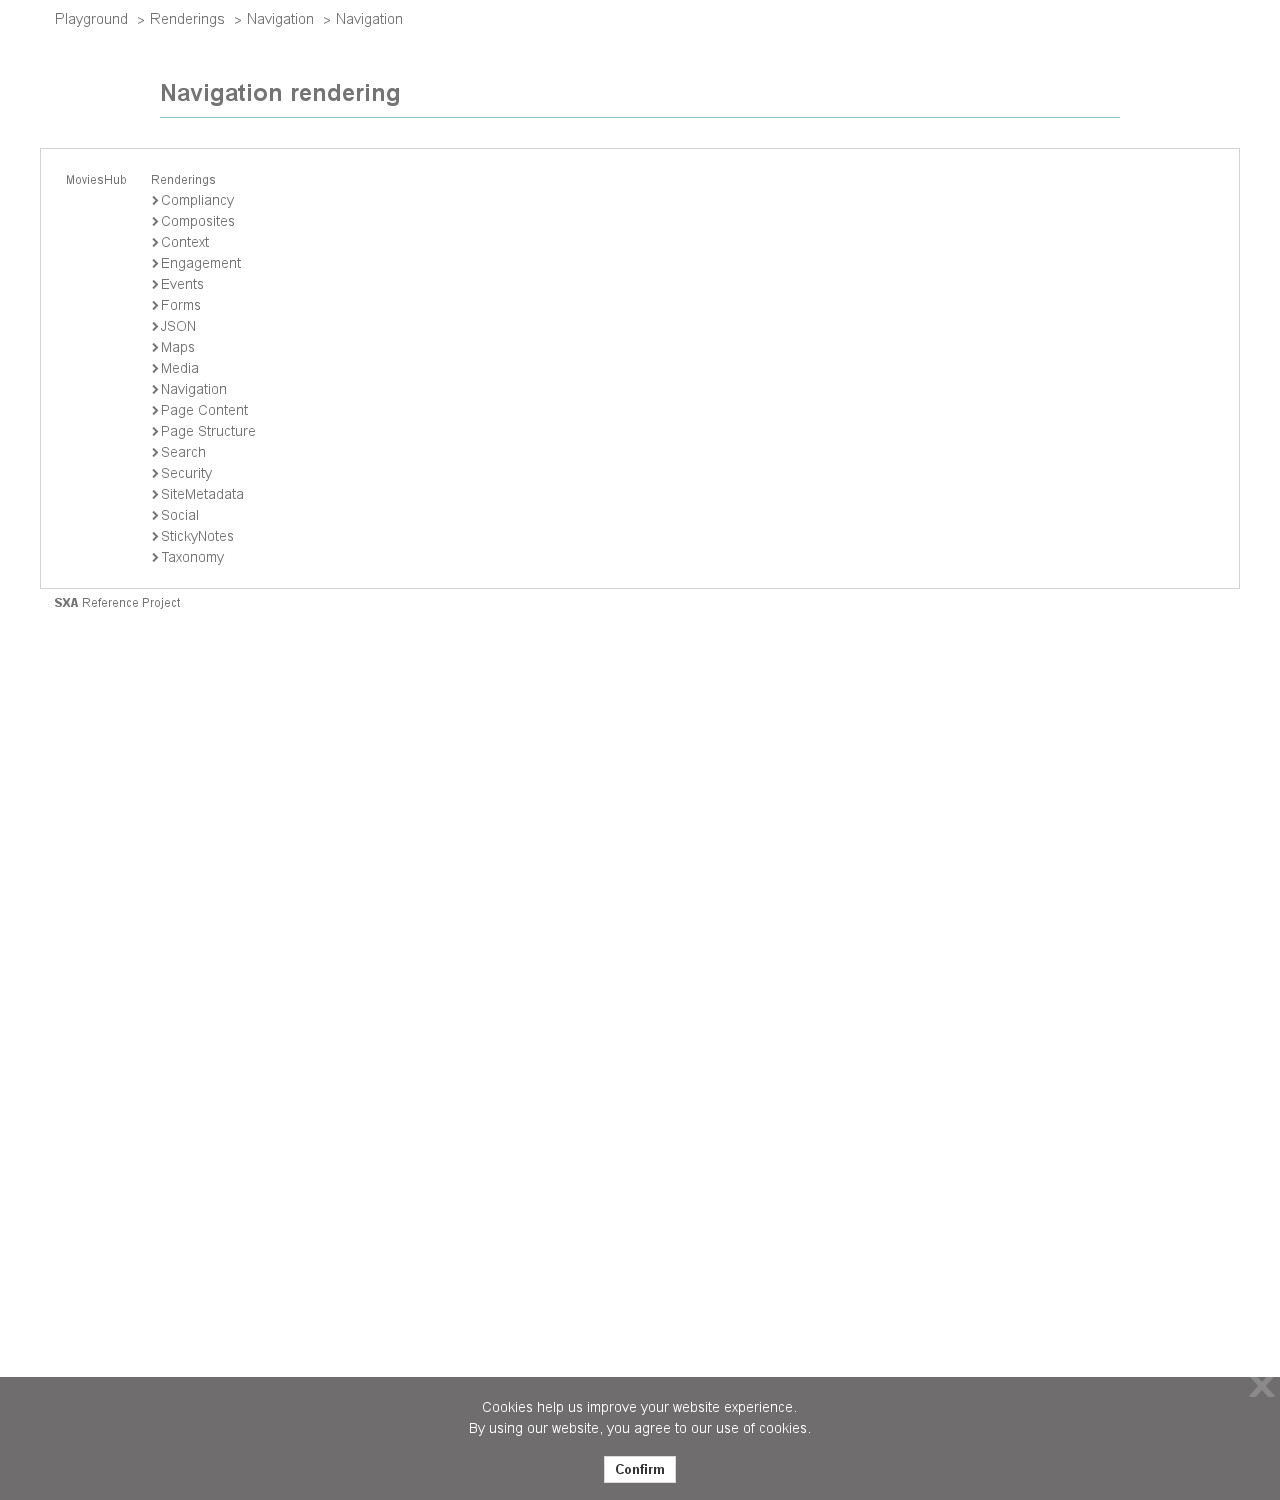 Playground > Renderings > Navigation > Navigation
Navigation rendering
MoviesHub Renderings
Compliancy
Composites
Context
Engagement
Events
Forms
JSON
Maps
Media
Navigation
Page Content
Page Structure
Search
Security
SiteMetadata
Social
StickyNotes
Taxonomy
SXA Reference Project
Cookies help us improve your website experience.
By using our website, you agree to our use of cookies.
Confirm